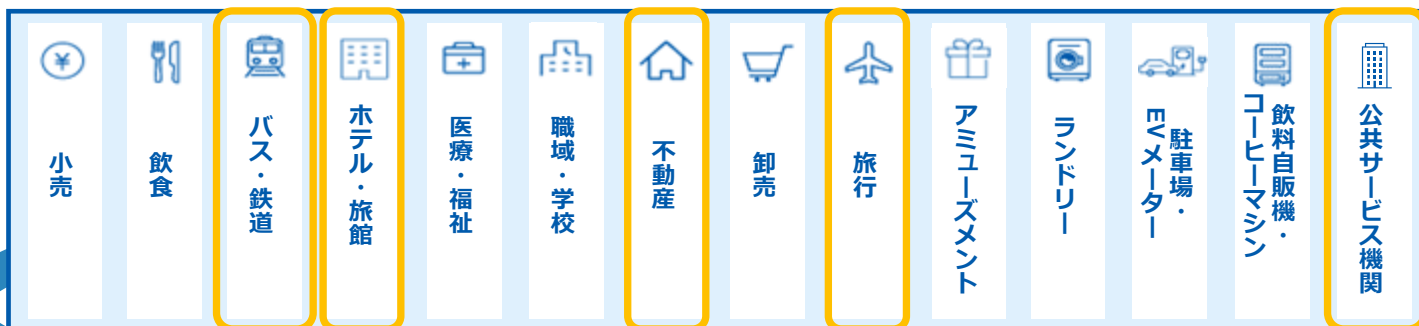 小売
飲食
バス・鉄道
ホテル・旅館
医療・福祉
職域・学校
不動産
卸売
旅行
アミューズメント
ランドリー
駐車場・
EVメーター
飲料自販機・
コーヒーマシン
公共サービス機関